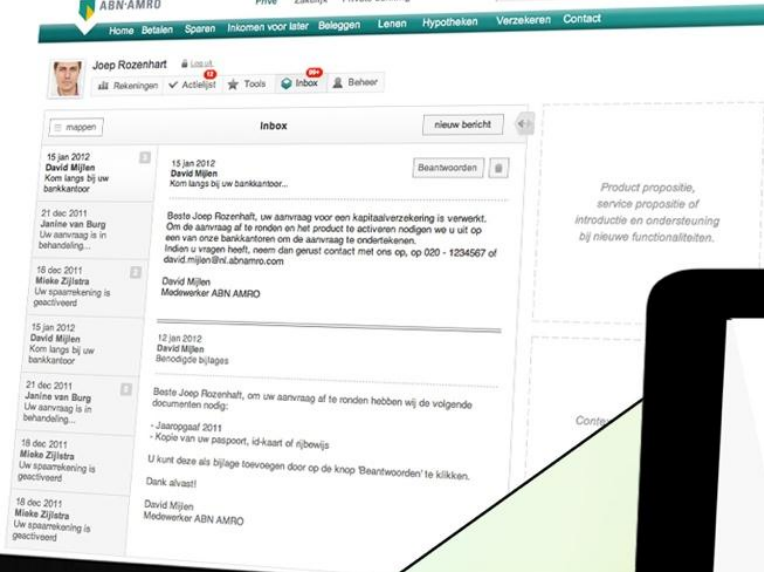 ABN·AMRO
Privé Zakelijk Private Banking
Home Betalen Sparen Inkomen voor later Beleggen Lenen Hypotheken Verzekeren Contact
Joep Rozenhart Log uit
Rekeningen Actielijst 12 Tools Inbox 99+ Beheer
mappen
Inbox
nieuw bericht
15 jan 2012 3
David Mijlen
Kom langs bij uw
bankkantoor
21 dec 2011
Janine van Burg
Uw aanvraag is in
behandeling...
18 dec 2011 2
Mieke Zijlstra
Uw spaarrekening is
geactiveerd
15 jan 2012
David Mijlen
Kom langs bij uw
bankkantoor
21 dec 2011
Janine van Burg
Uw aanvraag is in
behandeling...
18 dec 2011
Mieke Zijlstra
Uw spaarrekening is
geactiveerd
18 dec 2011
Mieke Zijlstra
Uw spaarrekening is
geactiveerd
15 jan 2012
David Mijlen
Kom langs bij uw bankkantoor...
Beantwoorden
Beste Joep Rozenhaft, uw aanvraag voor een kapitaalverzekering is verwerkt.
Om de aanvraag af te ronden en het product te activeren nodigen we u uit op
een van onze bankkantoren om de aanvraag te ondertekenen.
Indien u vragen heeft, neem dan gerust contact met ons op, op 020 - 1234567 of
david.mijlen@nl.abnamro.com
David Mijlen
Medewerker ABN AMRO
12 jan 2012
David Mijlen
Benodigde bijlages
Beste Joep Rozenhaft, om uw aanvraag af te ronden hebben wij de volgende
documenten nodig:
- Jaaropgaaf 2011
- Kopie van uw paspoort, id-kaart of rijbewijs
U kunt deze als bijlage toevoegen door op de knop 'Beantwoorden' te klikken.
Dank alvast!
David Mijlen
Medewerker ABN AMRO
Product propositie,
service propositie of
introductie en ondersteuning
bij nieuwe functionaliteiten.
Conte